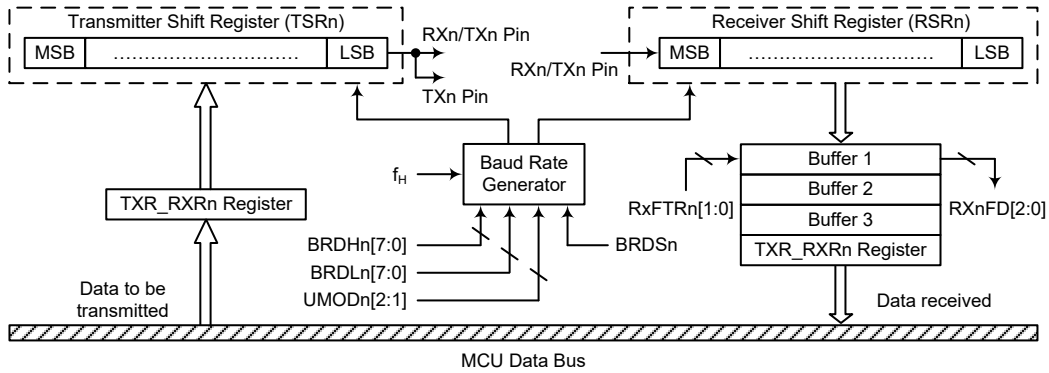 Transmitter Shift Register (TSRn)
MSB ………………………… LSB
RXn/TXn Pin
TXn Pin
Receiver Shift Register (RSRn)
MSB ………………………… LSB
RXn/TXn Pin
fH
Baud Rate
Generator
Buffer 1
Buffer 2
Buffer 3
TXR_RXRn Register
RxFTRn[1:0]
RXnFD[2:0]
TXR_RXRn Register
BRDHn[7:0]
BRDLn[7:0]
UMODn[2:1]
BRDSn
Data to be
transmitted
Data received
MCU Data Bus